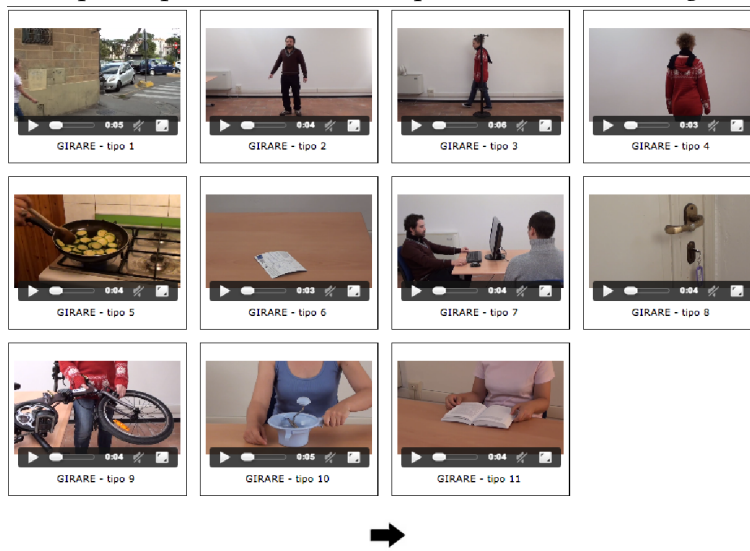 0:05
0:04
0:06
0:03
GIRARE - tipo 1
GIRARE - tipo 2
GIRARE - tipo 3
GIRARE - tipo 4
0:04
0:03
0:04
0:04
GIRARE - tipo 5
GIRARE - tipo 6
GIRARE - tipo 7
GIRARE - tipo 8
0:04
0:05
0:04
GIRARE - tipo 9
GIRARE - tipo 10
GIRARE - tipo 11